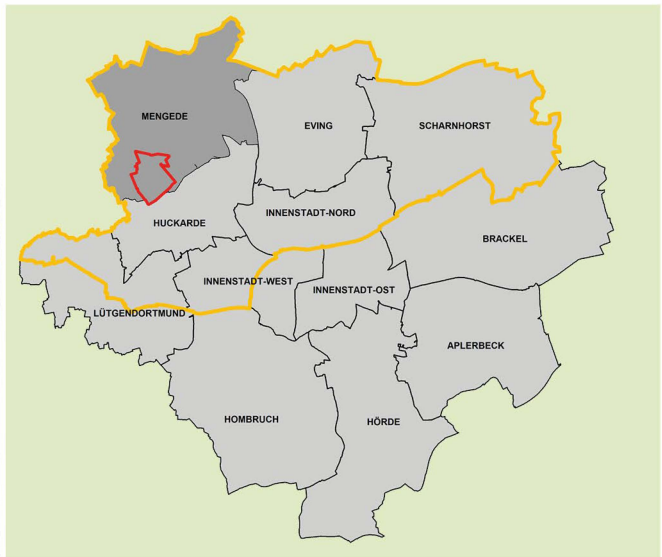 MENGEDE
EVING
SCHARNHORST
HUCKARDE
INNENSTADT-NORD
BRACKEL
INNENSTADT-WEST
INNENSTADT-OST
LÜTGENDORTMUND
APLERBECK
HOMBRUCH
HÖRDE